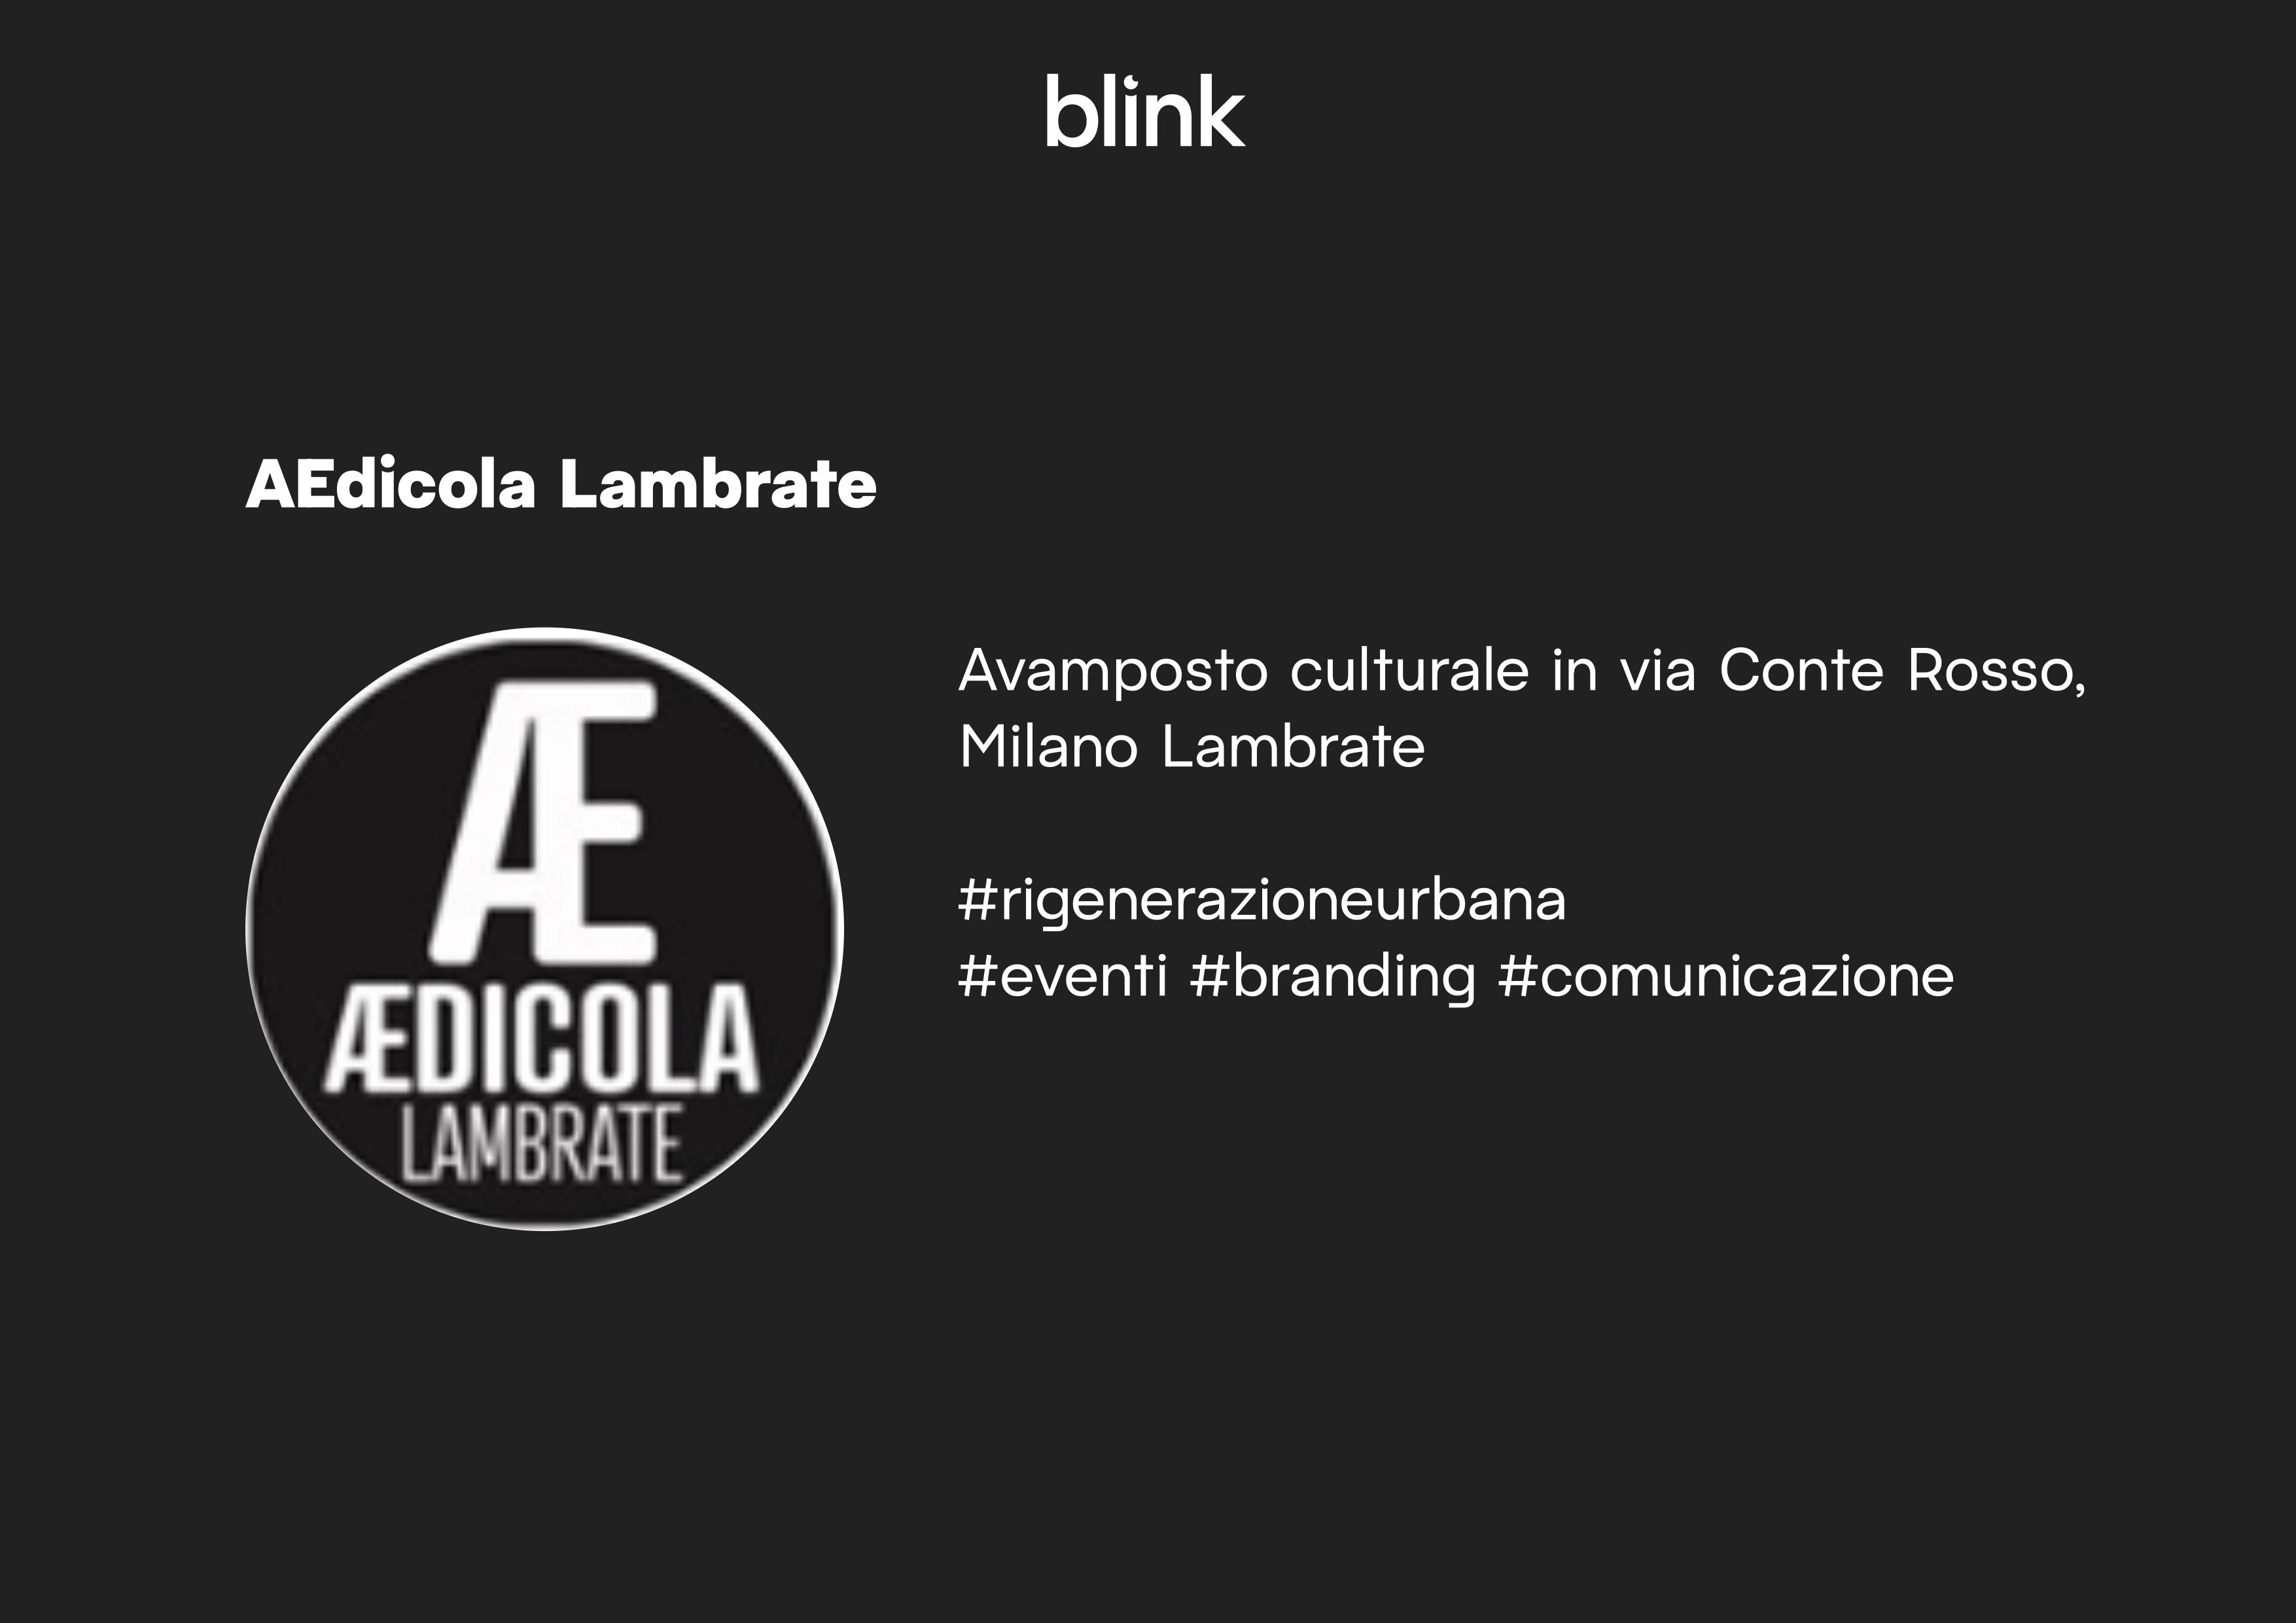 blink
AEdicola Lambrate
Æ
ÆDICOLA
LAMBRATE
Avamposto culturale in via Conte Rosso,
Milano Lambrate
#rigenerazioneurbana
#eventi #branding #comunicazione